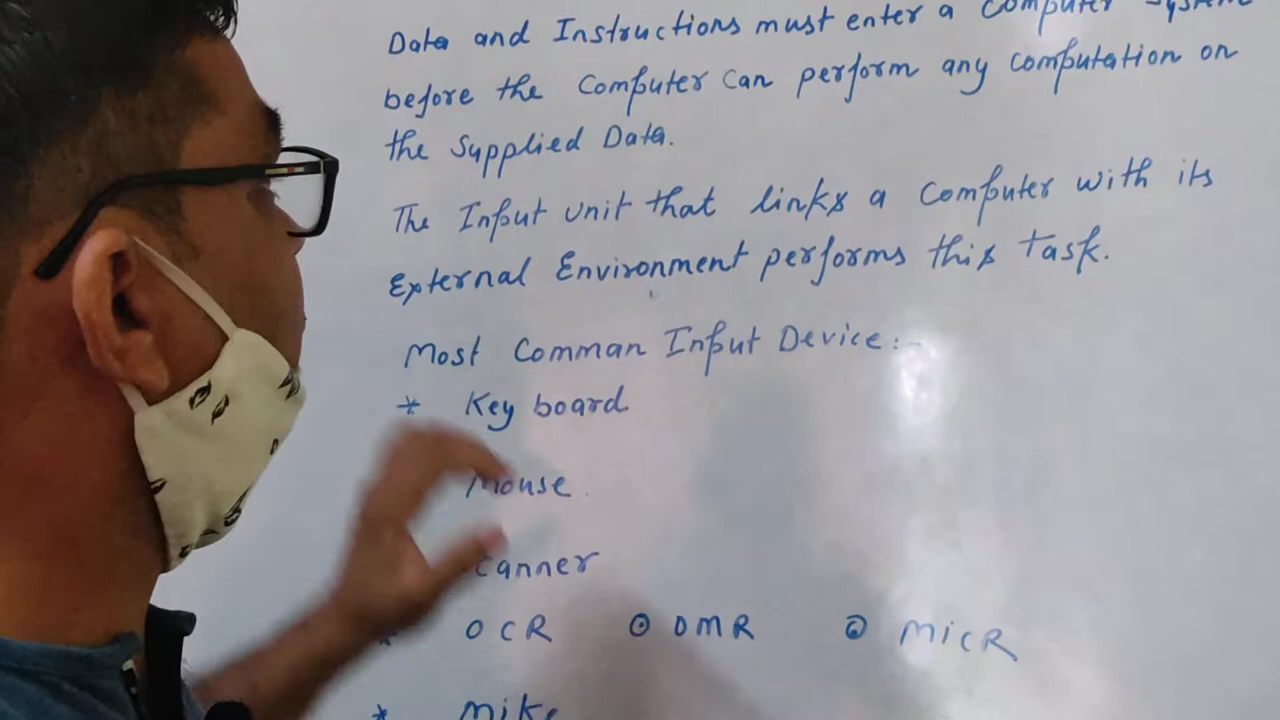 Data and Instructions must enter a Computer System
before the Computer Can perform any computation on
the Supplied Data.
The Input unit that links a Computer with its
External Environment performs this Task.
Most Comman Input Device:-
* Key board
Mouse
canner
* OCR ⊙ OMR ⊙ MICR
* Mike